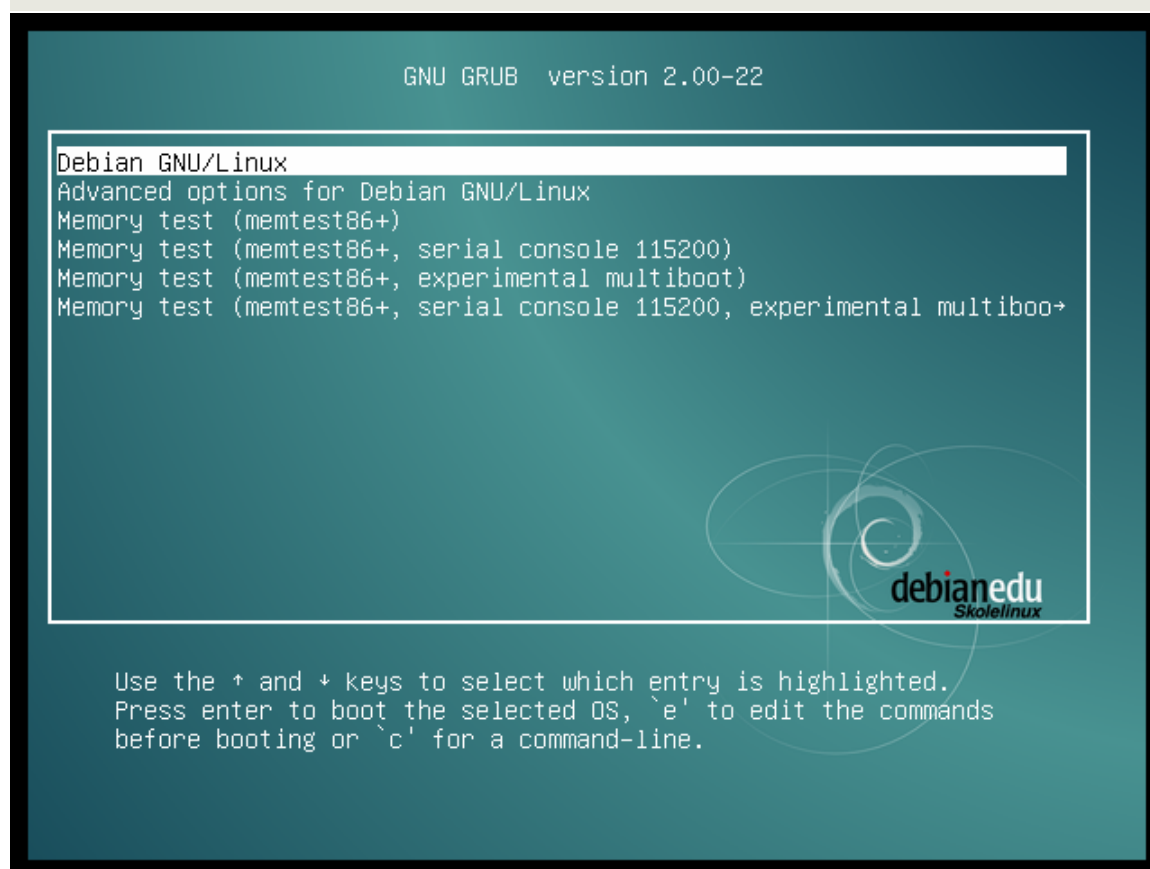 GNU GRUB  version 2.00-22
Debian GNU/Linux
Advanced options for Debian GNU/Linux
Memory test (memtest86+)
Memory test (memtest86+, serial console 115200)
Memory test (memtest86+, experimental multiboot)
Memory test (memtest86+, serial console 115200, experimental multiboo→
debianedu
Skolelinux
Use the ↑ and ↓ keys to select which entry is highlighted.
Press enter to boot the selected OS, `e' to edit the commands
before booting or `c' for a command-line.